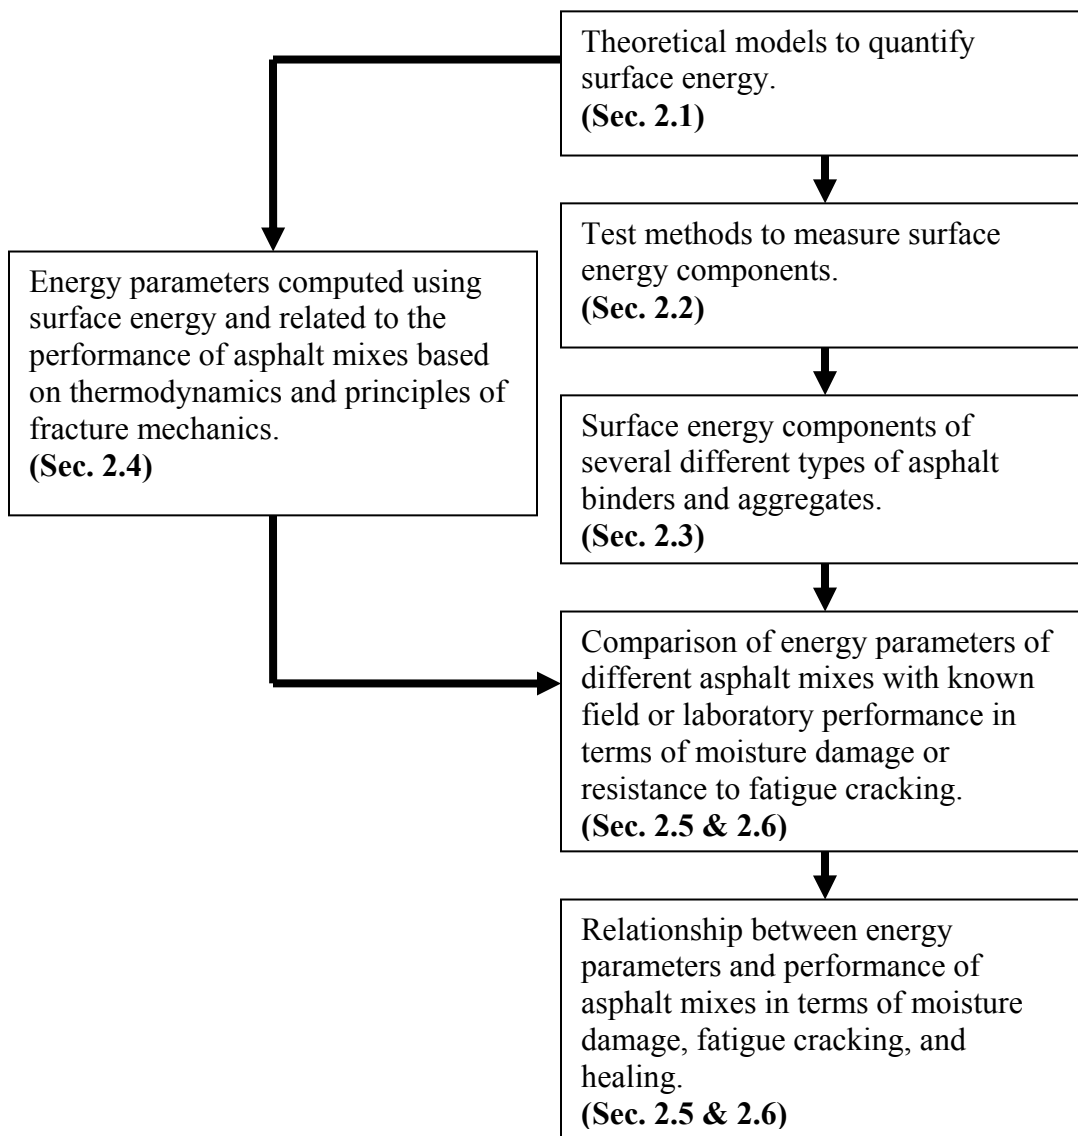 Theoretical models to quantify
surface energy.
(Sec. 2.1)
Test methods to measure surface
energy components.
(Sec. 2.2)
Energy parameters computed using
surface energy and related to the
performance of asphalt mixes based
on thermodynamics and principles of
fracture mechanics.
(Sec. 2.4)
Surface energy components of
several different types of asphalt
binders and aggregates.
(Sec. 2.3)
Comparison of energy parameters of
different asphalt mixes with known
field or laboratory performance in
terms of moisture damage or
resistance to fatigue cracking.
(Sec. 2.5 & 2.6)
Relationship between energy
parameters and performance of
asphalt mixes in terms of moisture
damage, fatigue cracking, and
healing.
(Sec. 2.5 & 2.6)